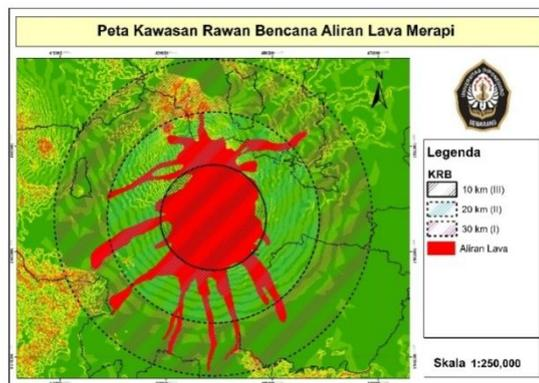 Peta Kawasan Rawan Bencana Aliran Lava Merapi
N
SEMARANG
Legenda
KRB
10 km (III)
20 km (II)
30 km (I)
Aliran Lava
Skala 1:250,000